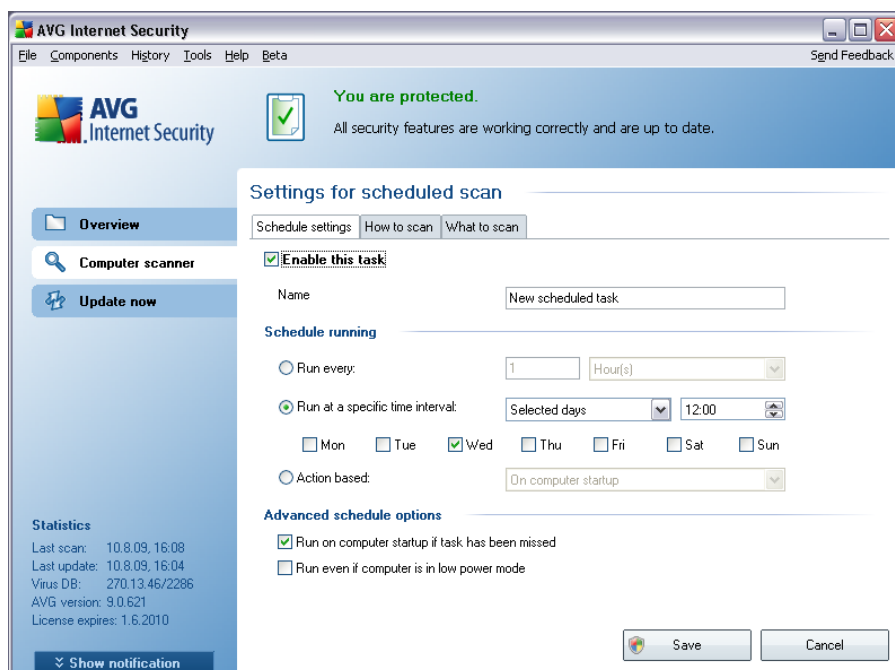 AVG Internet Security
File Components History Tools Help Beta Send Feedback
AVG
Internet Security
You are protected.
All security features are working correctly and are up to date.
Overview
Computer scanner
Update now
Settings for scheduled scan
Schedule settings How to scan What to scan
Enable this task
Name New scheduled task
Schedule running
Run every: 1 Hour(s)
Run at a specific time interval: Selected days 12:00
Mon Tue Wed Thu Fri Sat Sun
Action based: On computer startup
Advanced schedule options
Run on computer startup if task has been missed
Run even if computer is in low power mode
Statistics
Last scan: 10.8.09, 16:08
Last update: 10.8.09, 16:04
Virus DB: 270.13.46/2286
AVG version: 9.0.621
License expires: 1.6.2010
Show notification
Save Cancel